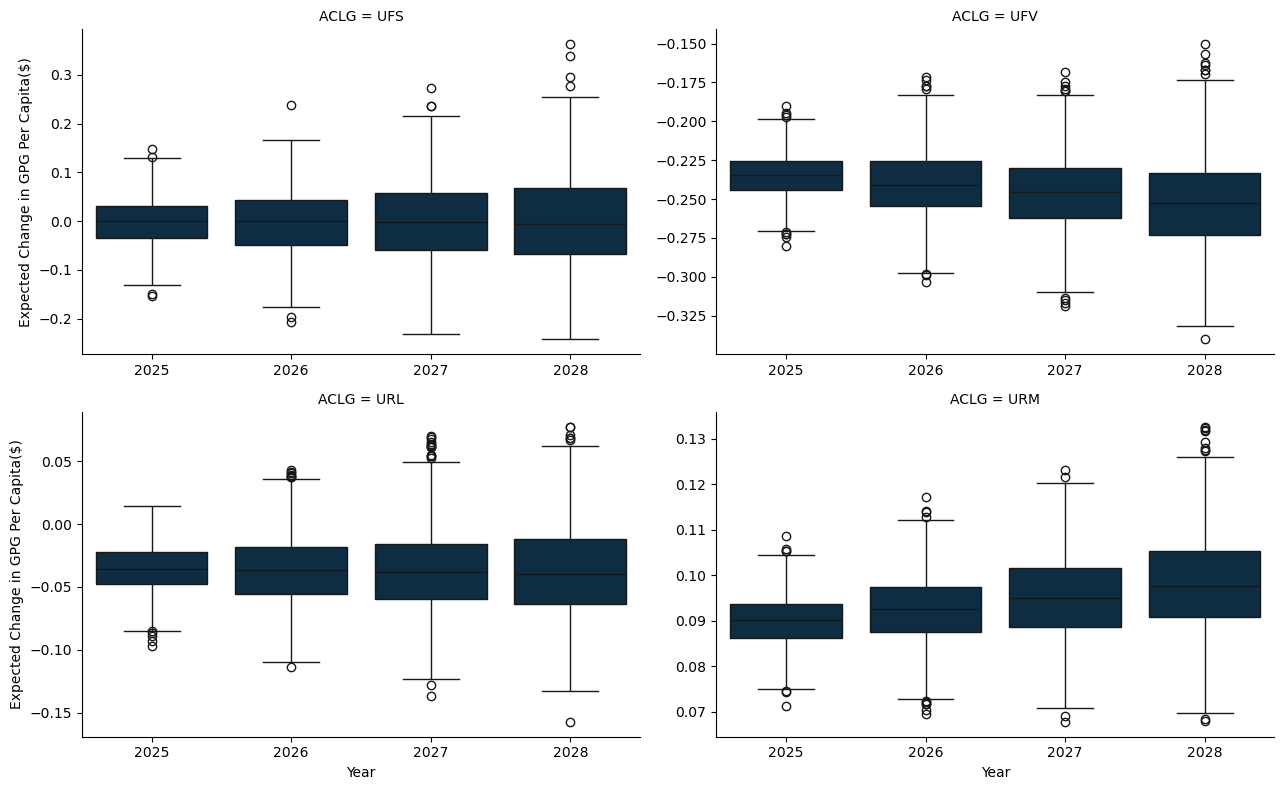 ACLG = UFS
Expected Change in GPG Per Capita($)
0.3
0.2
0.1
0.0
−0.1
−0.2
2025 2026 2027 2028
ACLG = UFV
−0.150
−0.175
−0.200
−0.225
−0.250
−0.275
−0.300
−0.325
2025 2026 2027 2028
ACLG = URL
Expected Change in GPG Per Capita($)
0.05
0.00
−0.05
−0.10
−0.15
2025 2026 2027 2028
Year
ACLG = URM
0.13
0.12
0.11
0.10
0.09
0.08
0.07
2025 2026 2027 2028
Year